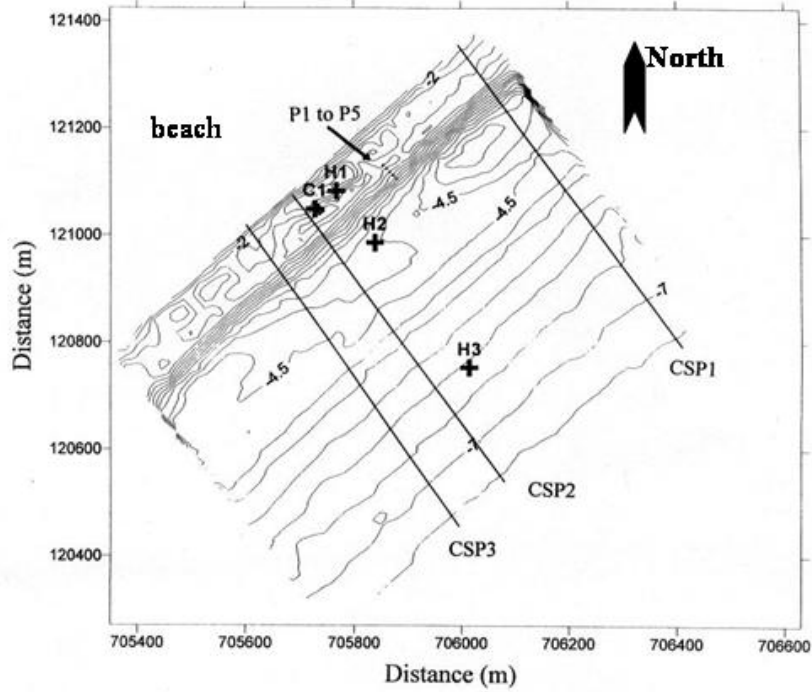 121400
121200
121000
120800
120600
120400
Distance (m)
705400
705600
705800
706000
706200
706400
706600
Distance (m)
North
beach
P1 to P5
H1
C1
H2
H3
-2
-2
-4.5
-4.5
-4.5
-7
-7
CSP1
CSP2
CSP3